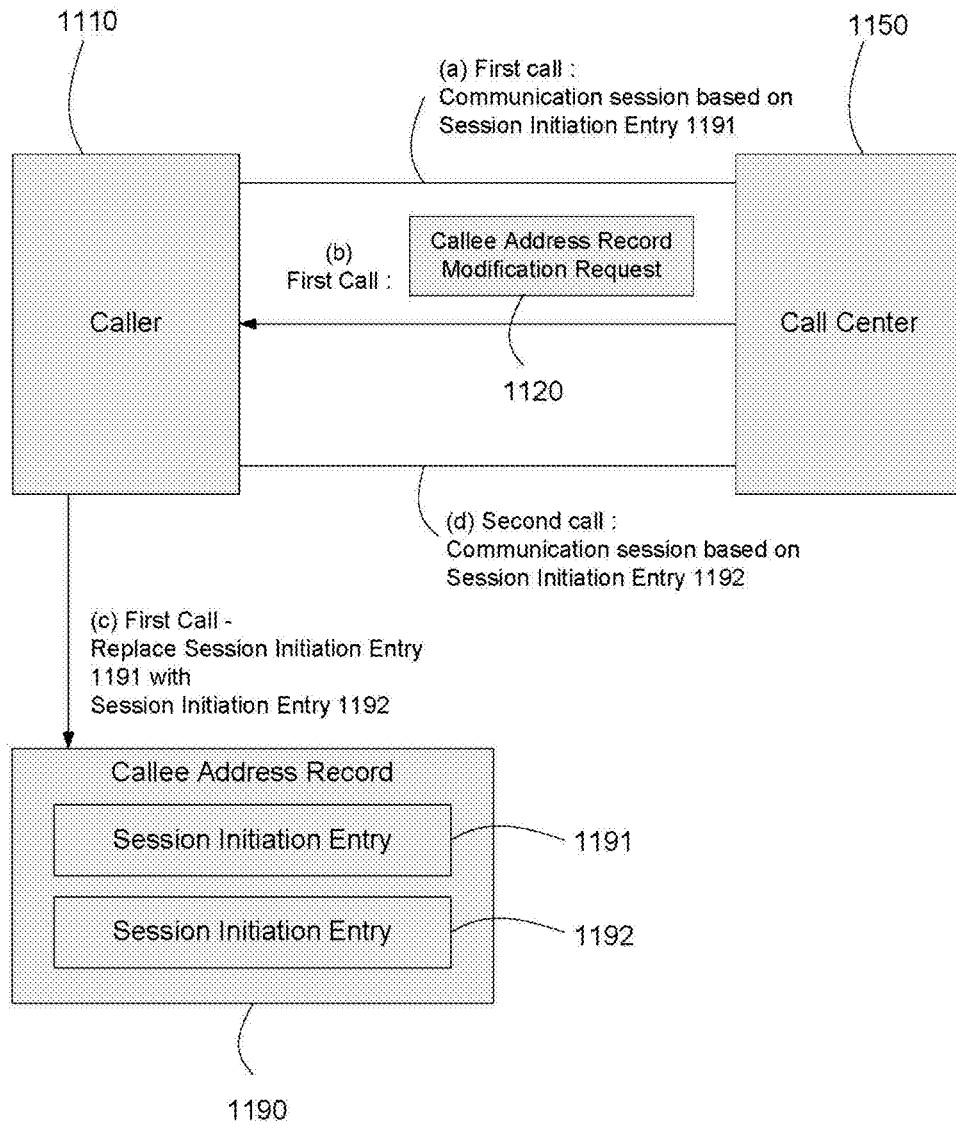 1110
1150
(a) First call :
Communication session based on
Session Initiation Entry 1191
(b)
First Call :
Callee Address Record
Modification Request
Caller
Call Center
1120
(d) Second call :
Communication session based on
Session Initiation Entry 1192
(c) First Call -
Replace Session Initiation Entry
1191 with
Session Initiation Entry 1192
Callee Address Record
Session Initiation Entry
1191
Session Initiation Entry
1192
1190